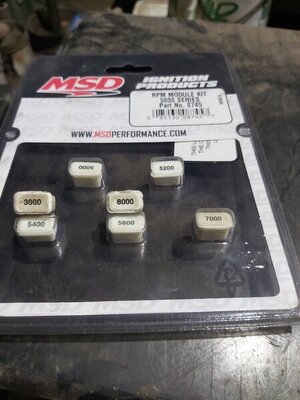 MSD
IGNITION
PRODUCTS
RPM MODULE KIT
5000 SERIES
Part No. 8745
WWW.MSDPERFORMANCE.COM
5200
3000
8000
5400
5600
7000
MSD